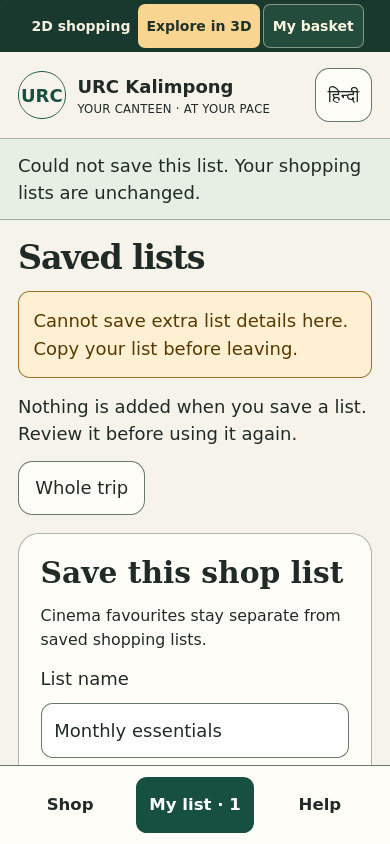 2D shopping
Explore in 3D
My basket
URC
URC Kalimpong
YOUR CANTEEN · AT YOUR PACE
हिन्दी
Could not save this list. Your shopping
lists are unchanged.
Saved lists
Cannot save extra list details here.
Copy your list before leaving.
Nothing is added when you save a list.
Review it before using it again.
Whole trip
Save this shop list
Cinema favourites stay separate from
saved shopping lists.
List name
Monthly essentials
Shop
My list · 1
Help